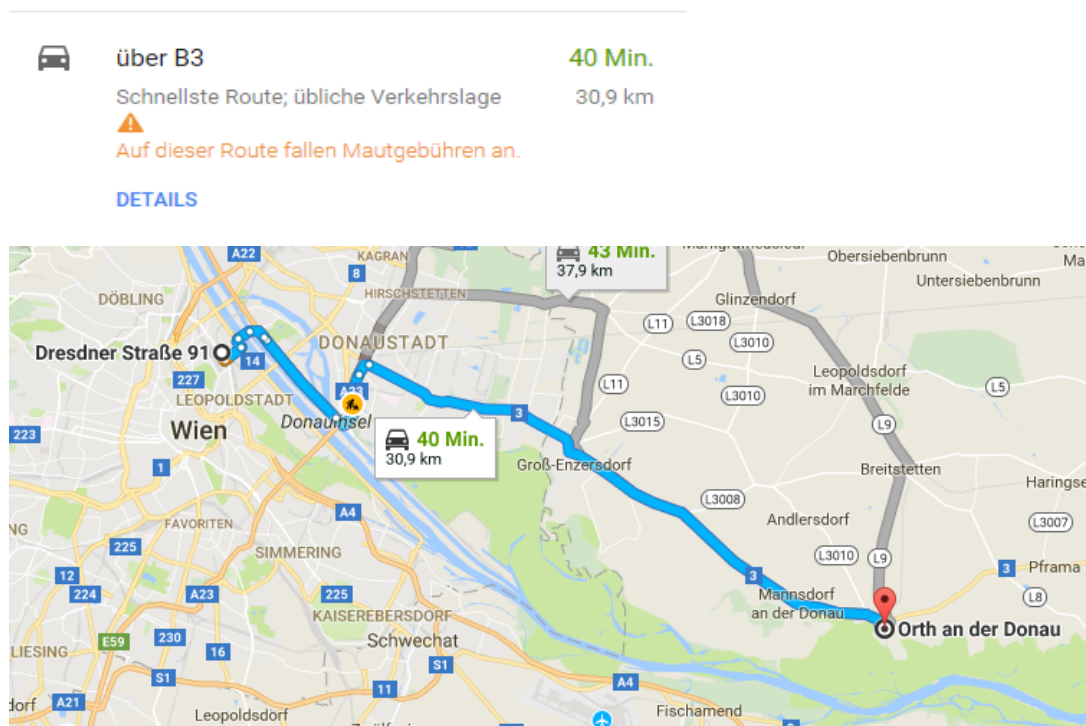 über B3
40 Min.
Schnellste Route; übliche Verkehrslage
30,9 km
Auf dieser Route fallen Mautgebühren an.
DETAILS
A22
KAGRAN
43 Min.
37,9 km
Obersiebenbrunn
8
Untersiebenbrunn
DÖBLING
HIRSCHSTETTEN
Glinzendorf
L11
L3018
DONAUSTADT
L3010
Dresdner Straße 91
14
L5
227
A23
L11
Leopoldsdorf
im Marchfelde
L5
LEOPOLDSTADT
L3010
Donauinsel
3
L3015
L9
223
Wien
40 Min.
30,9 km
1
Groß-Enzersdorf
Breitstetten
L3008
A4
Andlersdorf
L3007
FAVORITEN
225
SIMMERING
L3010
L9
12
3
3
Pframa
224
A23
225
Mannsdorf
an der Donau
L8
KAISEREBERSDORF
Orth an der Donau
E59
230
Schwechat
LIESING
16
S1
S1
A4
11
A21
Leopoldsdorf
Fischamend